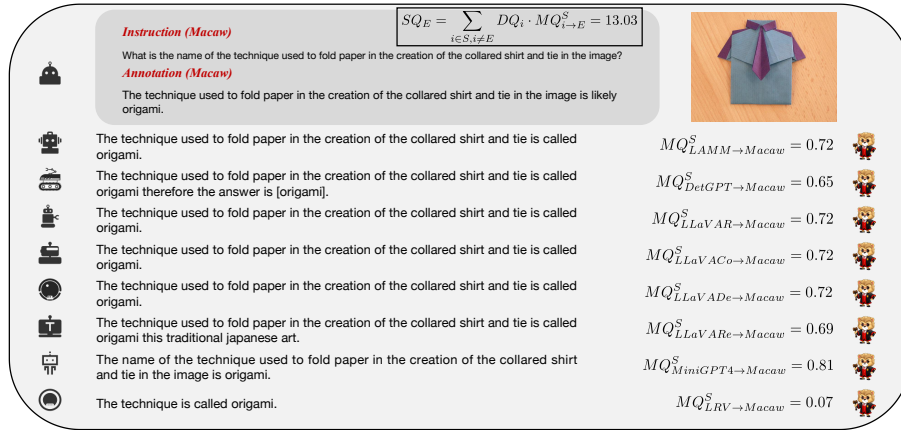 Instruction (Macaw)
SQ_E = \sum_{i \in S, i \neq E} DQ_i \cdot MQ^S_{i \to E} = 13.03
What is the name of the technique used to fold paper in the creation of the collared shirt and tie in the image?
Annotation (Macaw)
The technique used to fold paper in the creation of the collared shirt and tie in the image is likely
origami.
The technique used to fold paper in the creation of the collared shirt and tie is called
origami.
MQ^S_{LAMM→Macaw} = 0.72
The technique used to fold paper in the creation of the collared shirt and tie is called
origami therefore the answer is [origami].
MQ^S_{DetGPT→Macaw} = 0.65
The technique used to fold paper in the creation of the collared shirt and tie is called
origami.
MQ^S_{LLaVAR→Macaw} = 0.72
The technique used to fold paper in the creation of the collared shirt and tie is called
origami.
MQ^S_{LLaVACo→Macaw} = 0.72
The technique used to fold paper in the creation of the collared shirt and tie is called
origami.
MQ^S_{LLaVADe→Macaw} = 0.72
T
The technique used to fold paper in the creation of the collared shirt and tie is called
origami this traditional japanese art.
MQ^S_{LLaVARe→Macaw} = 0.69
The name of the technique used to fold paper in the creation of the collared shirt
and tie in the image is origami.
MQ^S_{MiniGPT4→Macaw} = 0.81
The technique is called origami.
MQ^S_{LRV→Macaw} = 0.07